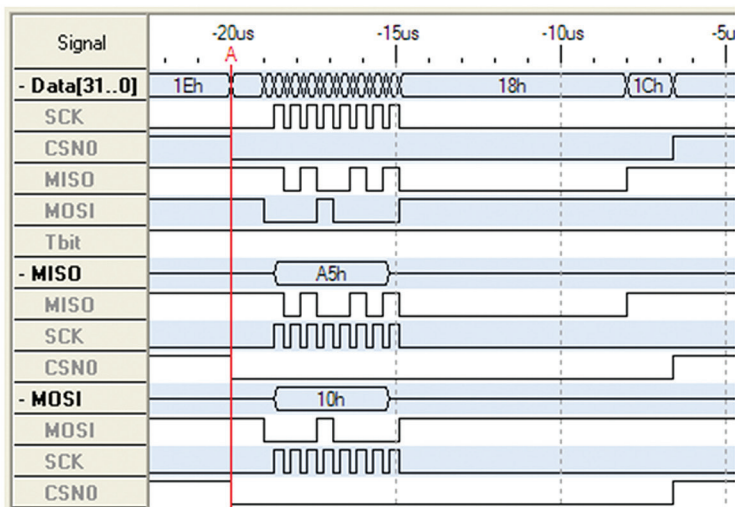 Signal -20us -15us -10us -5u
A
- Data[31..0] 1Eh 18h 1Ch
SCK
CSN0
MISO
MOSI
Tbit
- MISO A5h
MISO
SCK
CSN0
- MOSI 10h
MOSI
SCK
CSN0